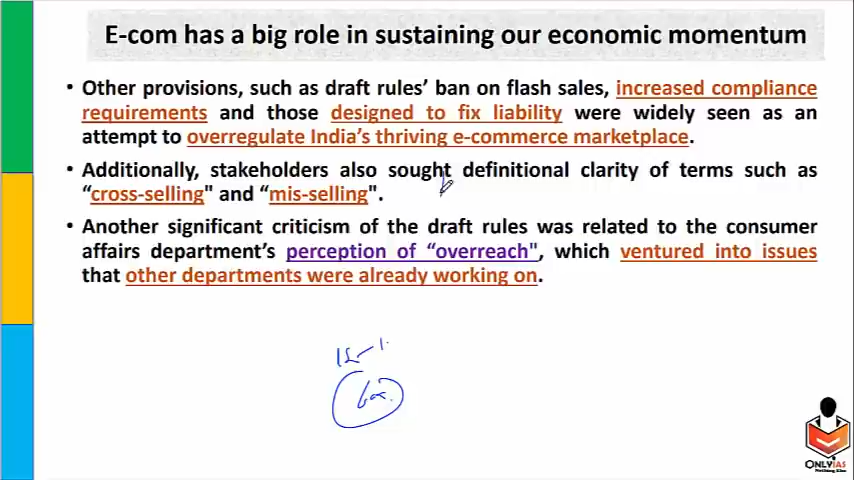 E-com has a big role in sustaining our economic momentum
• Other provisions, such as draft rules’ ban on flash sales, increased compliance
requirements and those designed to fix liability were widely seen as an
attempt to overregulate India’s thriving e-commerce marketplace.
• Additionally, stakeholders also sought definitional clarity of terms such as
“cross-selling" and “mis-selling".
• Another significant criticism of the draft rules was related to the consumer
affairs department’s perception of “overreach", which ventured into issues
that other departments were already working on.
ONLYIAS
Nothing Else